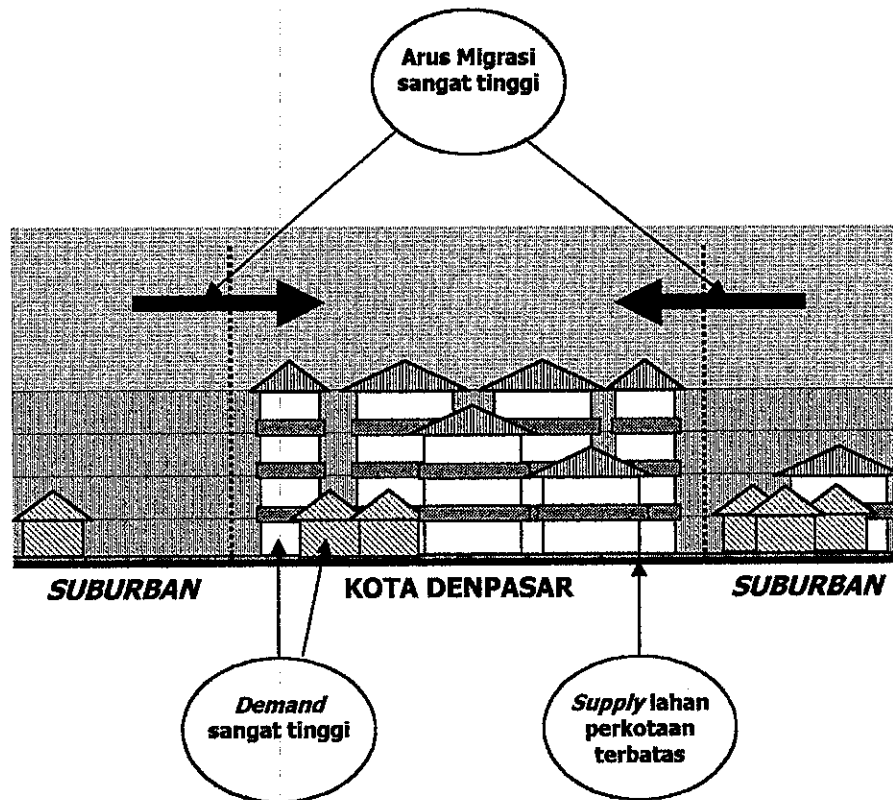 Arus Migrasi
sangat tinggi
SUBURBAN
KOTA DENPASAR
SUBURBAN
Demand
sangat tinggi
Supply lahan
perkotaan
terbatas